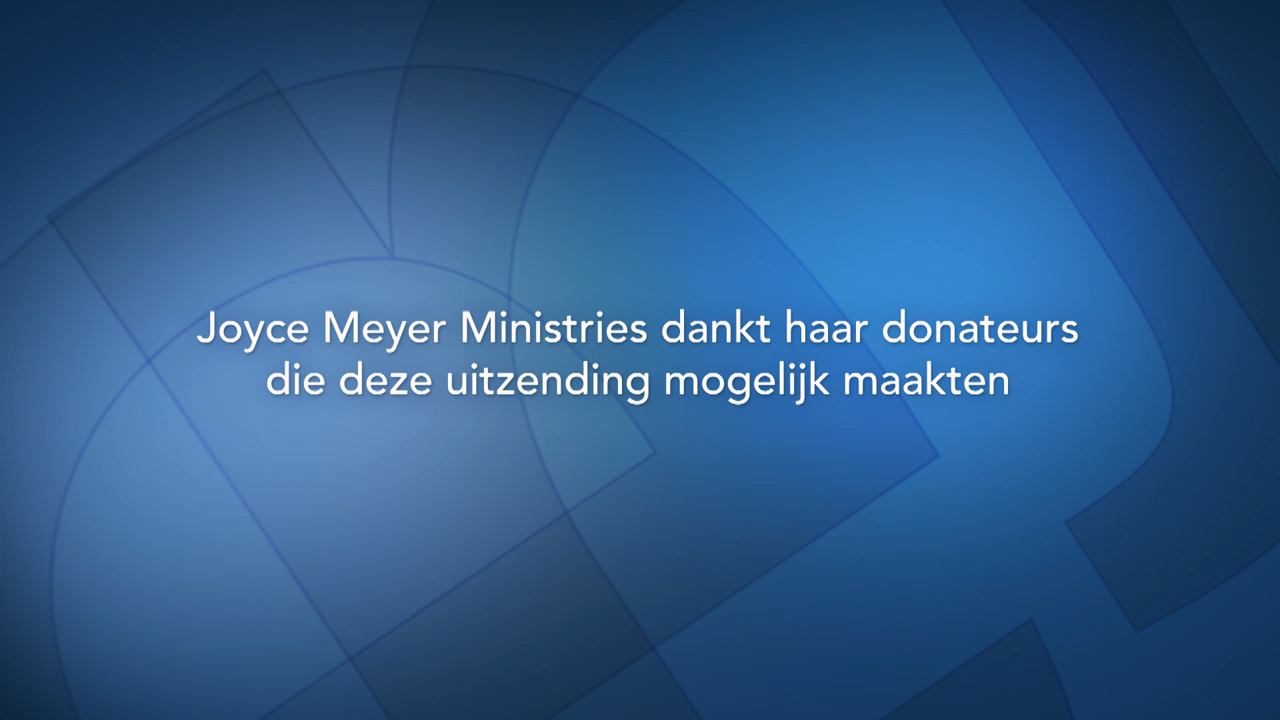 Joyce Meyer Ministries dankt haar donateurs
die deze uitzending mogelijk maakten